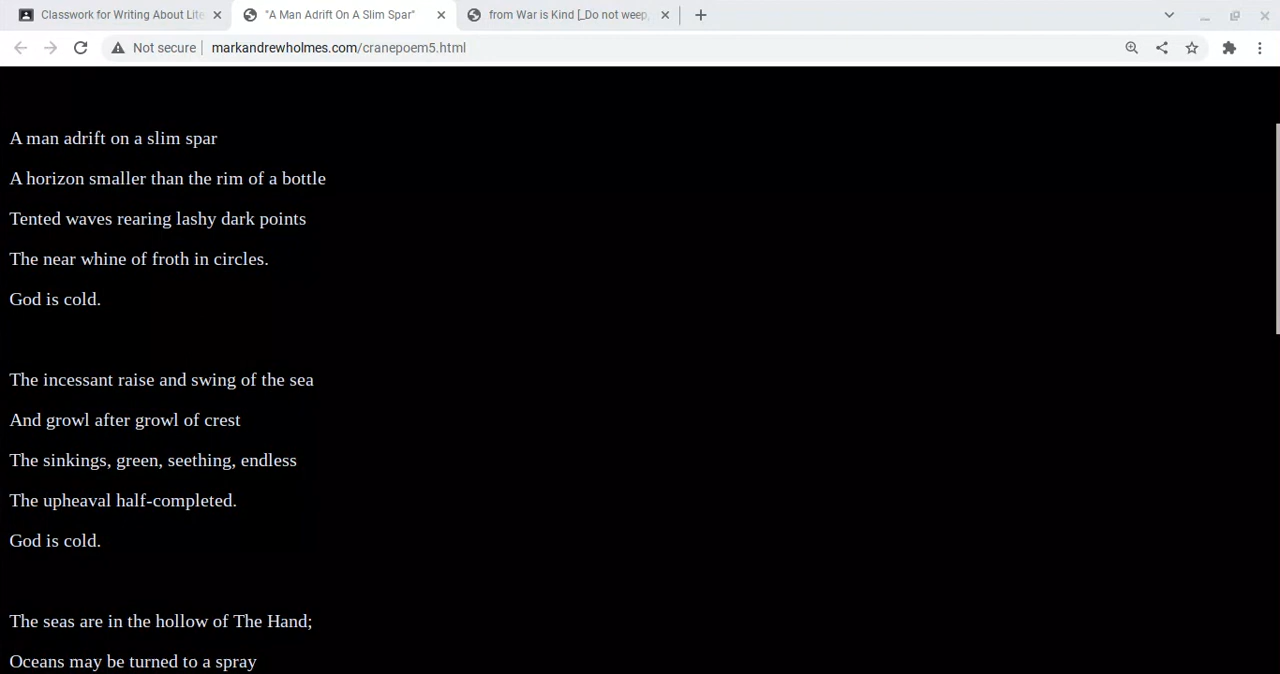 Classwork for Writing About Lite
"A Man Adrift On A Slim Spar"
from War is Kind [_Do not weep,
Not secure
markandrewholmes.com/cranepoem5.html
A man adrift on a slim spar
A horizon smaller than the rim of a bottle
Tented waves rearing lashy dark points
The near whine of froth in circles.
God is cold.
The incessant raise and swing of the sea
And growl after growl of crest
The sinkings, green, seething, endless
The upheaval half-completed.
God is cold.
The seas are in the hollow of The Hand;
Oceans may be turned to a spray